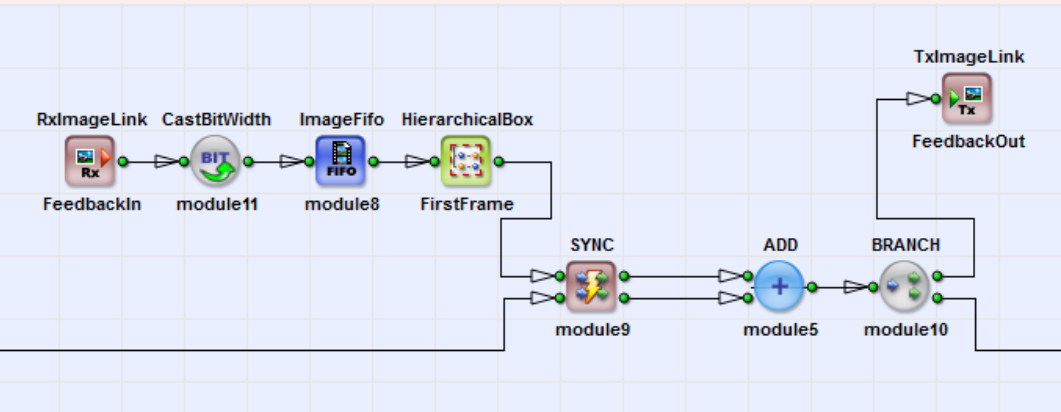 TxImageLink
Tx
FeedbackOut
RxImageLink CastBitWidth ImageFifo HierarchicalBox
Rx BIT FIFO
FeedbackIn module11 module8 FirstFrame
SYNC ADD BRANCH
+
module9 module5 module10